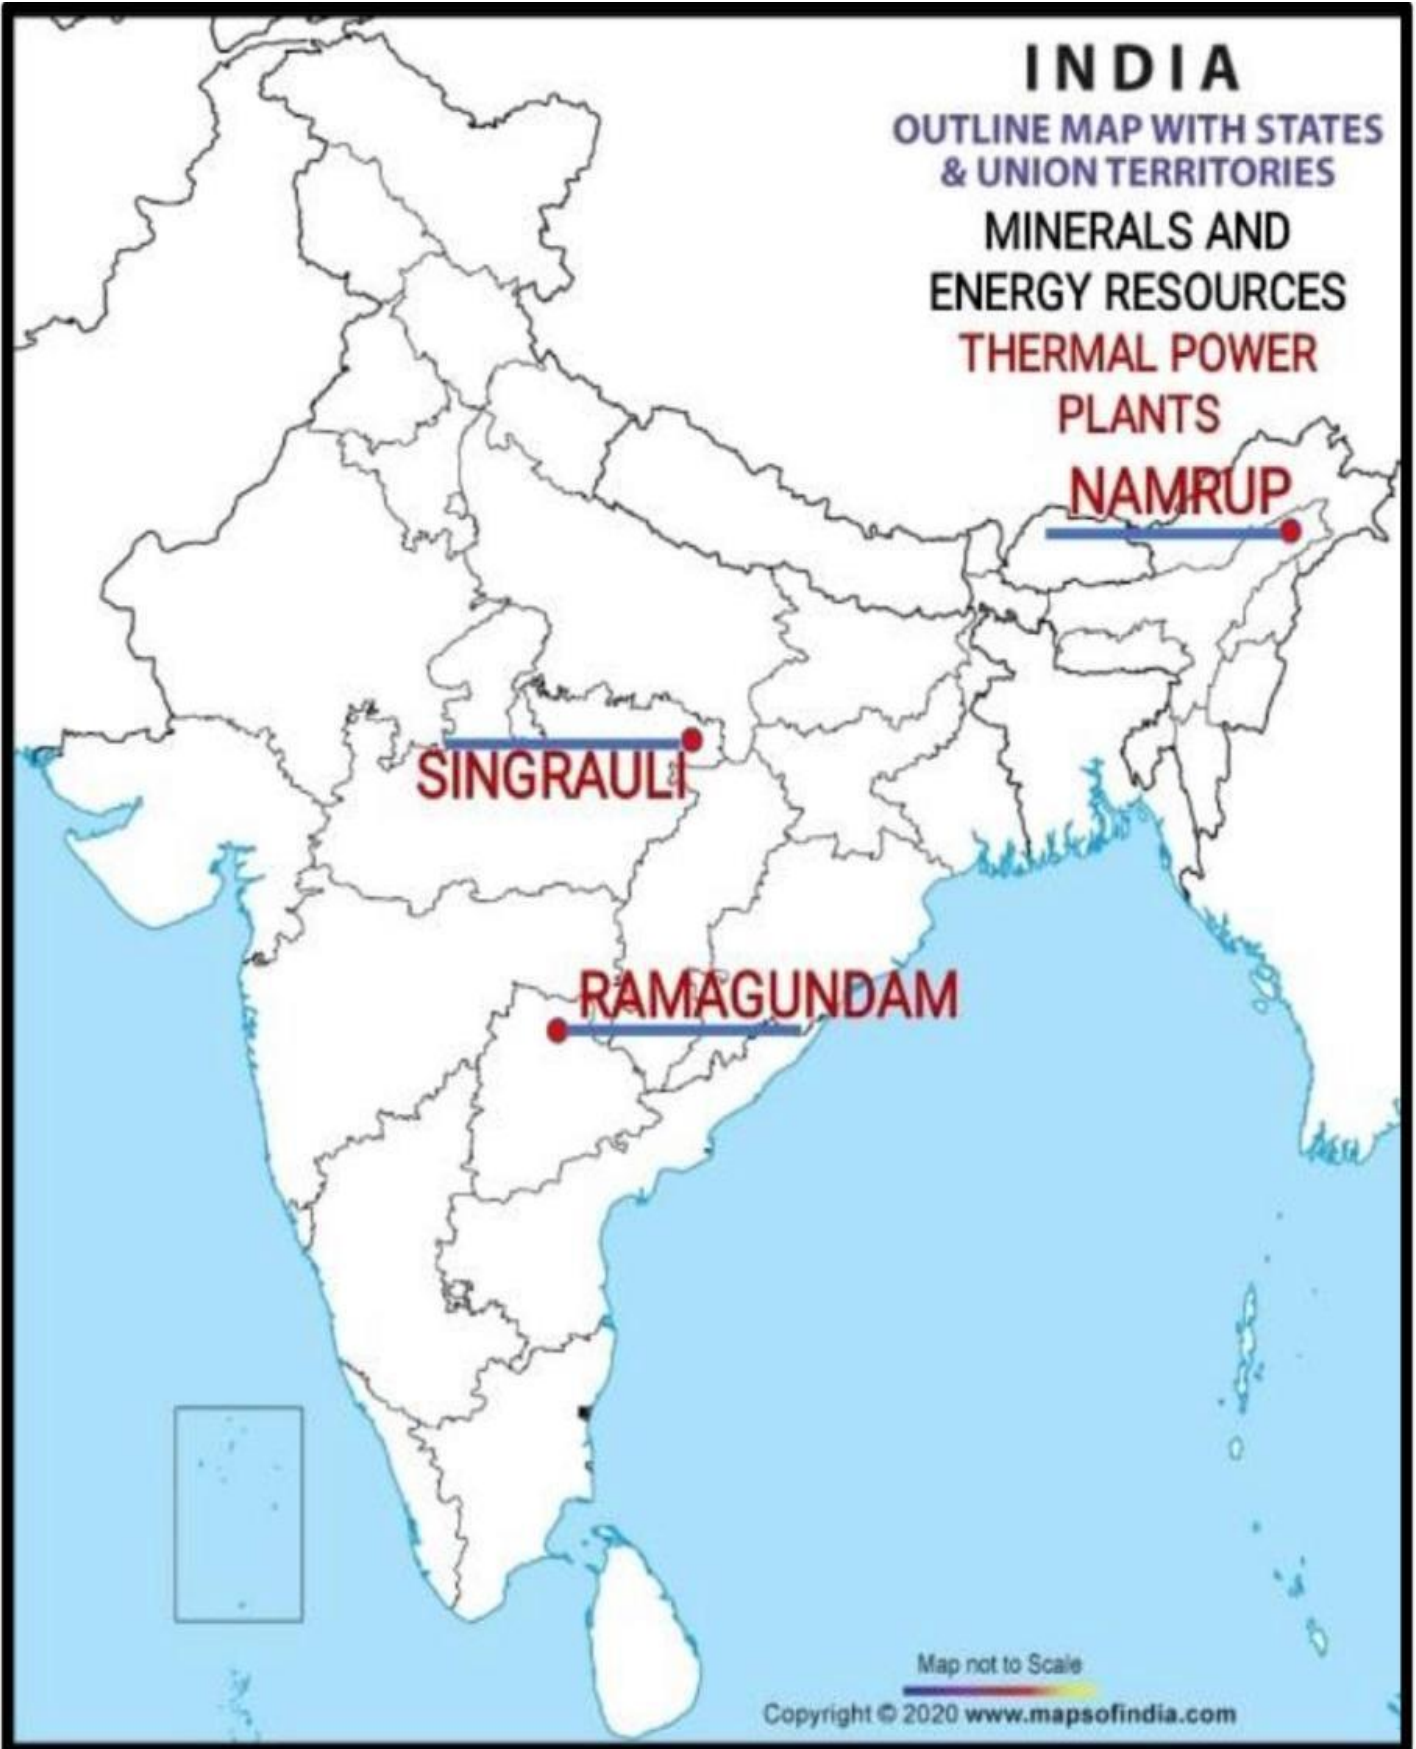 INDIA
OUTLINE MAP WITH STATES
& UNION TERRITORIES
MINERALS AND
ENERGY RESOURCES
THERMAL POWER
PLANTS
NAMRUP
SINGRAULI
RAMAGUNDAM
Map not to Scale
Copyright © 2020 www.mapsofindia.com